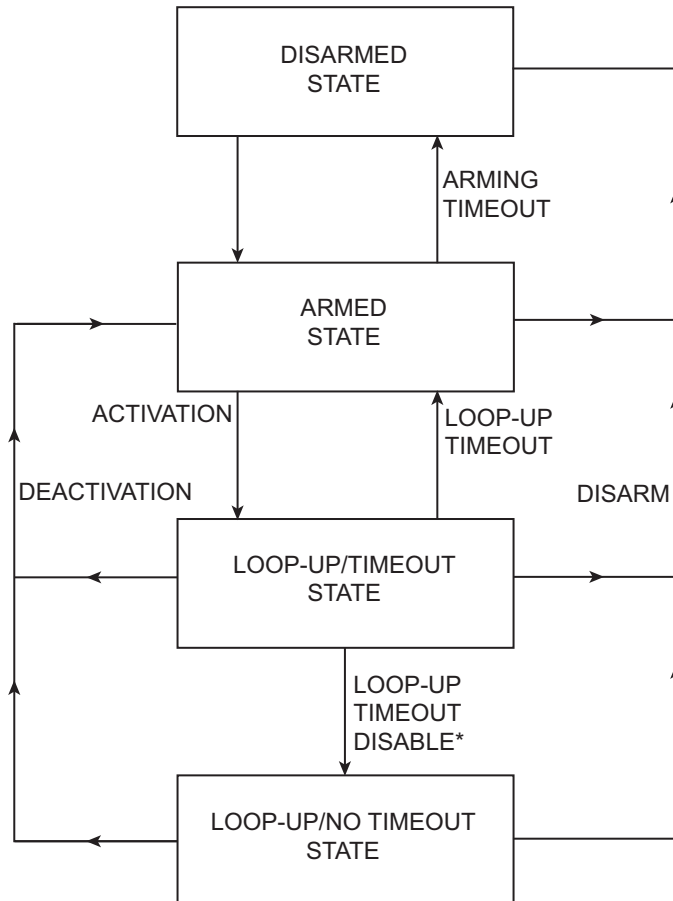 DISARMED
STATE
ARMING
TIMEOUT
ARMED
STATE
ACTIVATION
LOOP-UP
TIMEOUT
DEACTIVATION
DISARM
LOOP-UP/TIMEOUT
STATE
LOOP-UP
TIMEOUT
DISABLE*
LOOP-UP/NO TIMEOUT
STATE